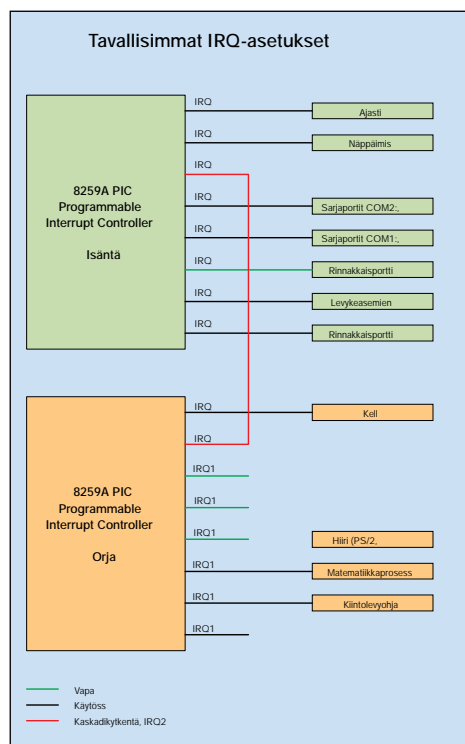 Tavallisimmat IRQ-asetukset
8259A PIC
Programmable
Interrupt Controller
Isäntä
IRQ
Ajasti
IRQ
Näppäimis
IRQ
IRQ
Sarjaportit COM2:,
IRQ
Sarjaportit COM1:,
IRQ
Rinnakkaisportti
IRQ
Levykeasemien
IRQ
Rinnakkaisportti
8259A PIC
Programmable
Interrupt Controller
Orja
IRQ
Kell
IRQ
IRQ1
IRQ1
IRQ1
Hiiri (PS/2,
IRQ1
Matematiikkaprosess
IRQ1
Kiintolevyohja
IRQ1
Vapa
Käytöss
Kaskadikytkentä, IRQ2